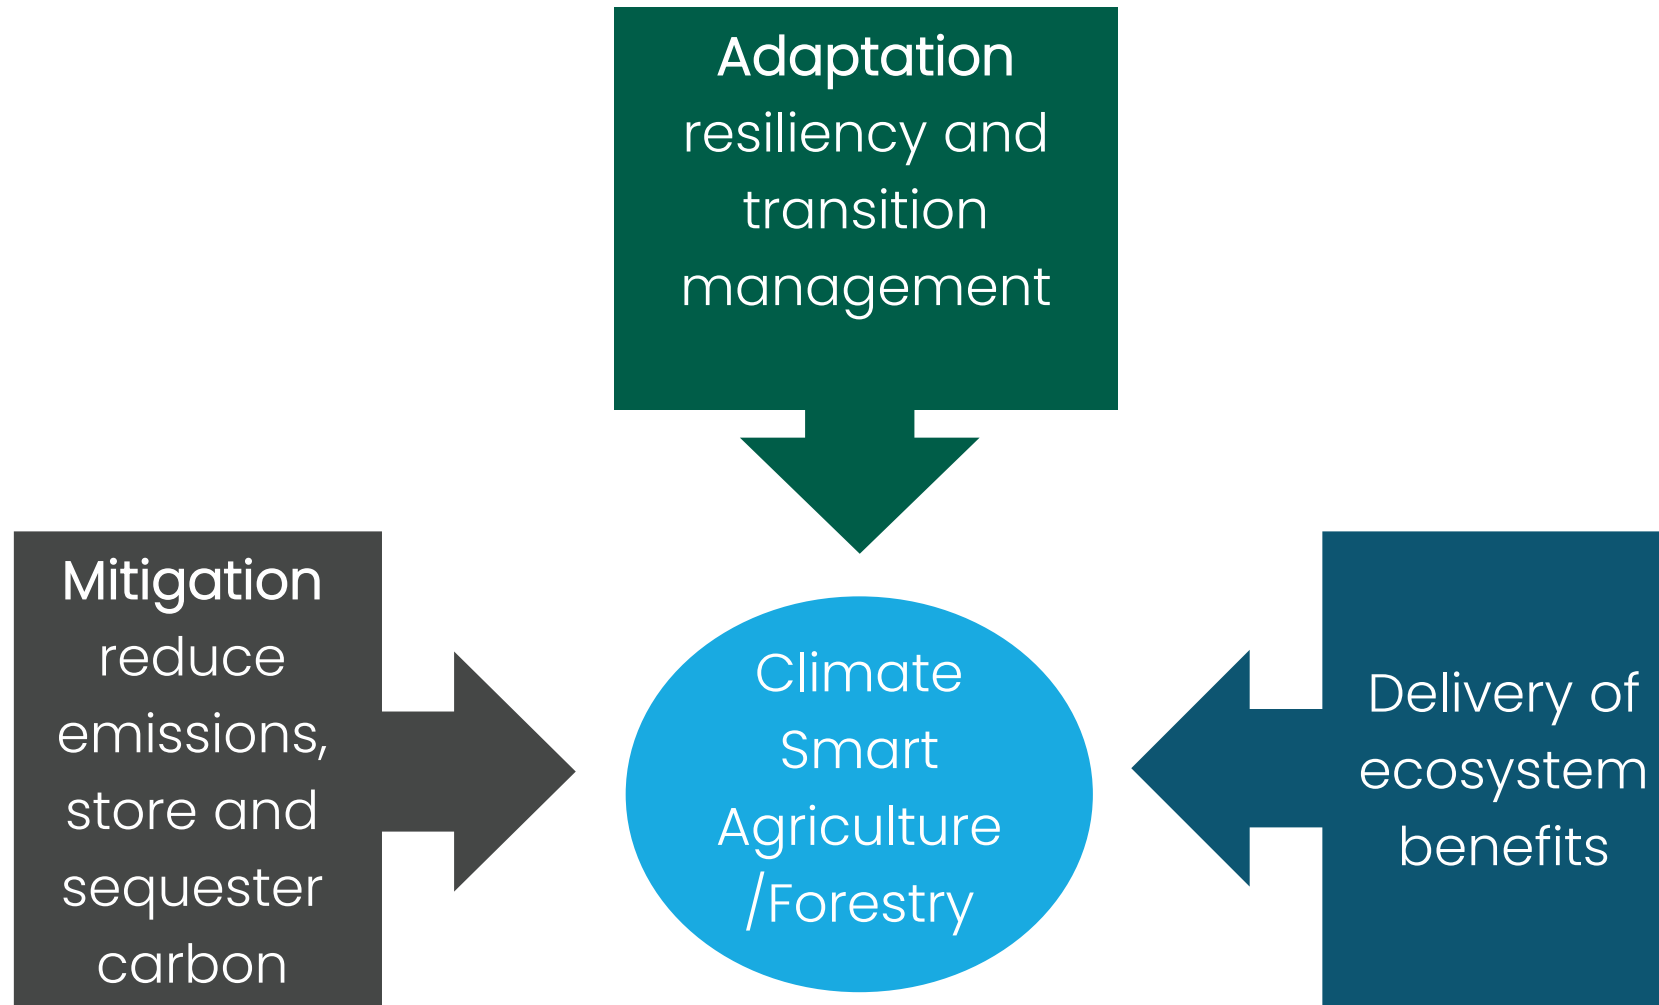 Adaptation
resiliency and
transition
management
Mitigation
reduce
emissions,
store and
sequester
carbon
Climate
Smart
Agriculture
/Forestry
Delivery of
ecosystem
benefits